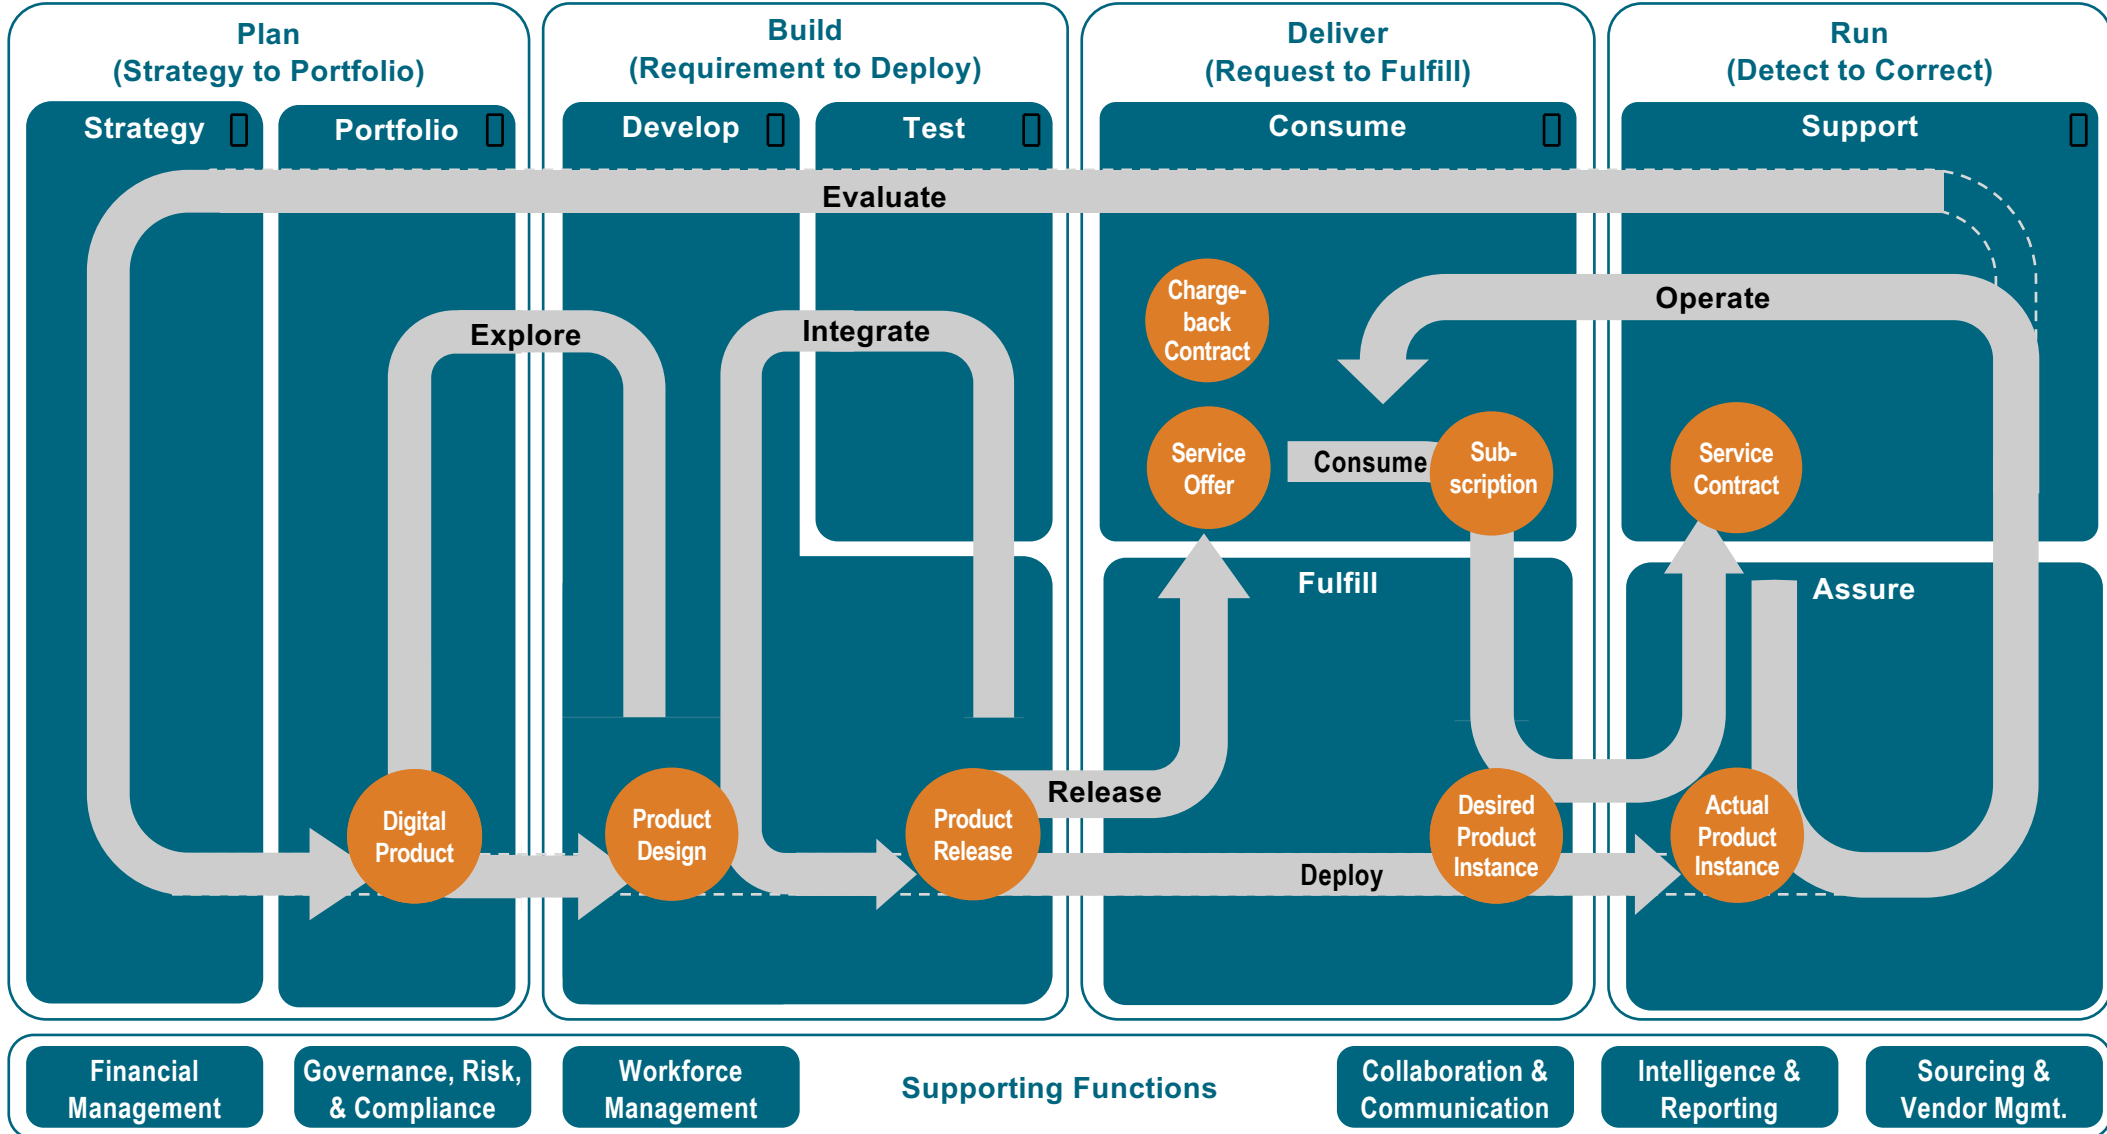 Plan
(Strategy to Portfolio)
Build
(Requirement to Deploy)
Deliver
(Request to Fulfill)
Run
(Detect to Correct)
Strategy
Portfolio
Develop
Test
Consume
Support
Evaluate
Explore
Integrate
Operate
Charge-
back
Contract
Service
Offer
Consume
Sub-
scription
Service
Contract
Fulfill
Assure
Digital
Product
Product
Design
Product
Release
Release
Deploy
Desired
Product
Instance
Actual
Product
Instance
Financial
Management
Governance, Risk,
& Compliance
Workforce
Management
Supporting Functions
Collaboration &
Communication
Intelligence &
Reporting
Sourcing &
Vendor Mgmt.